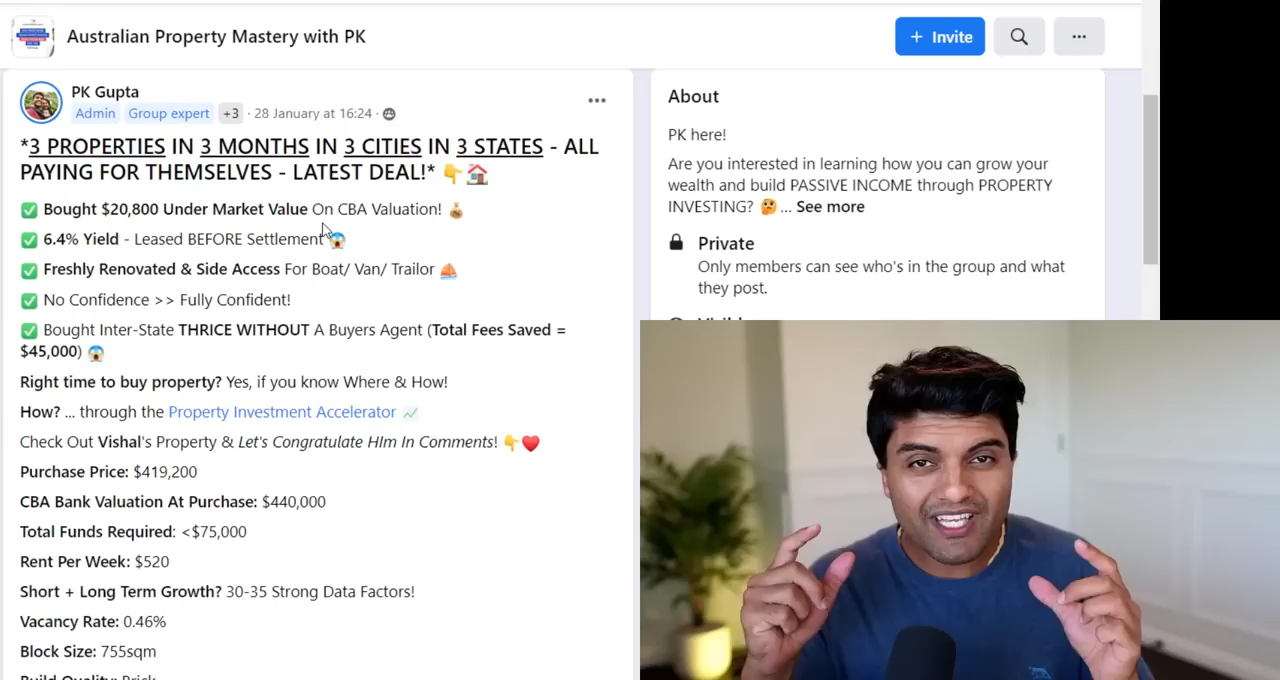 Australian Property Mastery with PK
+ Invite
PK Gupta
Admin Group expert +3 · 28 January at 16:24 ·
*3 PROPERTIES IN 3 MONTHS IN 3 CITIES IN 3 STATES - ALL
PAYING FOR THEMSELVES - LATEST DEAL!* 👇🏠
✅ Bought $20,800 Under Market Value On CBA Valuation! 💰
✅ 6.4% Yield - Leased BEFORE Settlement 😱
✅ Freshly Renovated & Side Access For Boat/ Van/ Trailor ⛵
✅ No Confidence >> Fully Confident!
✅ Bought Inter-State THRICE WITHOUT A Buyers Agent (Total Fees Saved =
$45,000) 😱
Right time to buy property? Yes, if you know Where & How!
How? ... through the Property Investment Accelerator 📈
Check Out Vishal's Property & Let's Congratulate HIm In Comments! 👇❤️
Purchase Price: $419,200
CBA Bank Valuation At Purchase: $440,000
Total Funds Required: <$75,000
Rent Per Week: $520
Short + Long Term Growth? 30-35 Strong Data Factors!
Vacancy Rate: 0.46%
Block Size: 755sqm
Build Quality: Brick
About
PK here!
Are you interested in learning how you can grow your
wealth and build PASSIVE INCOME through PROPERTY
INVESTING? 🤔 ... See more
Private
Only members can see who's in the group and what
they post.